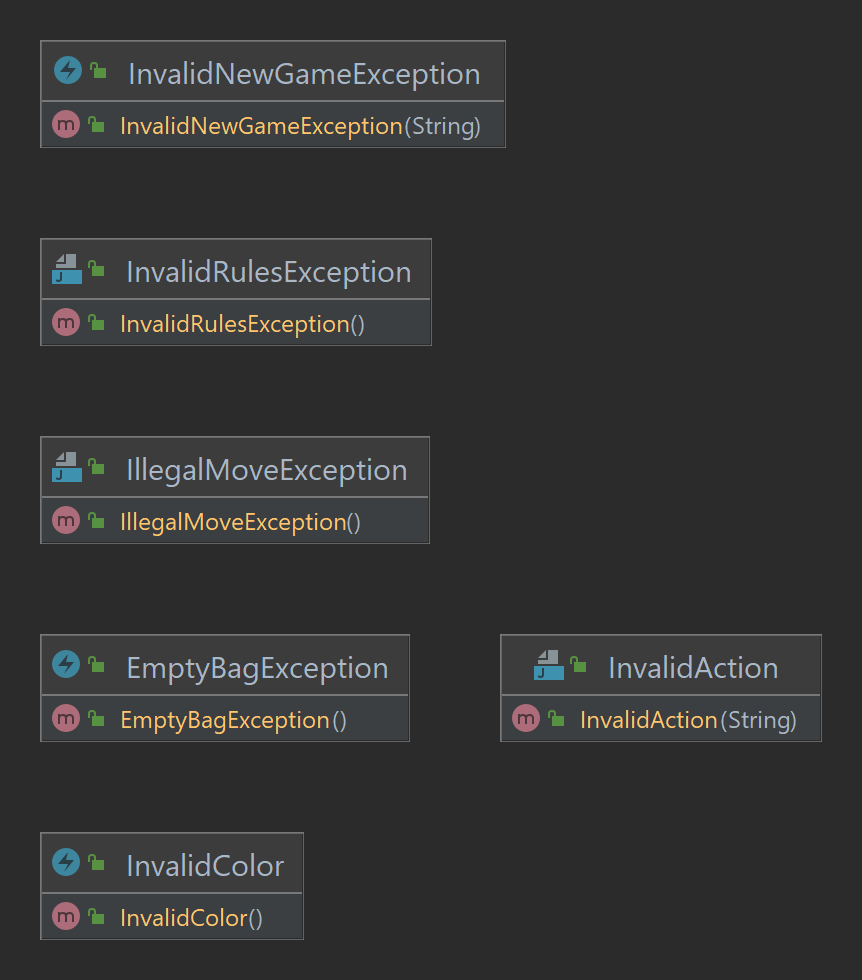 InvalidNewGameException
m InvalidNewGameException(String)
J InvalidRulesException
m InvalidRulesException()
J IllegalMoveException
m IllegalMoveException()
EmptyBagException
m EmptyBagException()
J InvalidAction
m InvalidAction(String)
InvalidColor
m InvalidColor()